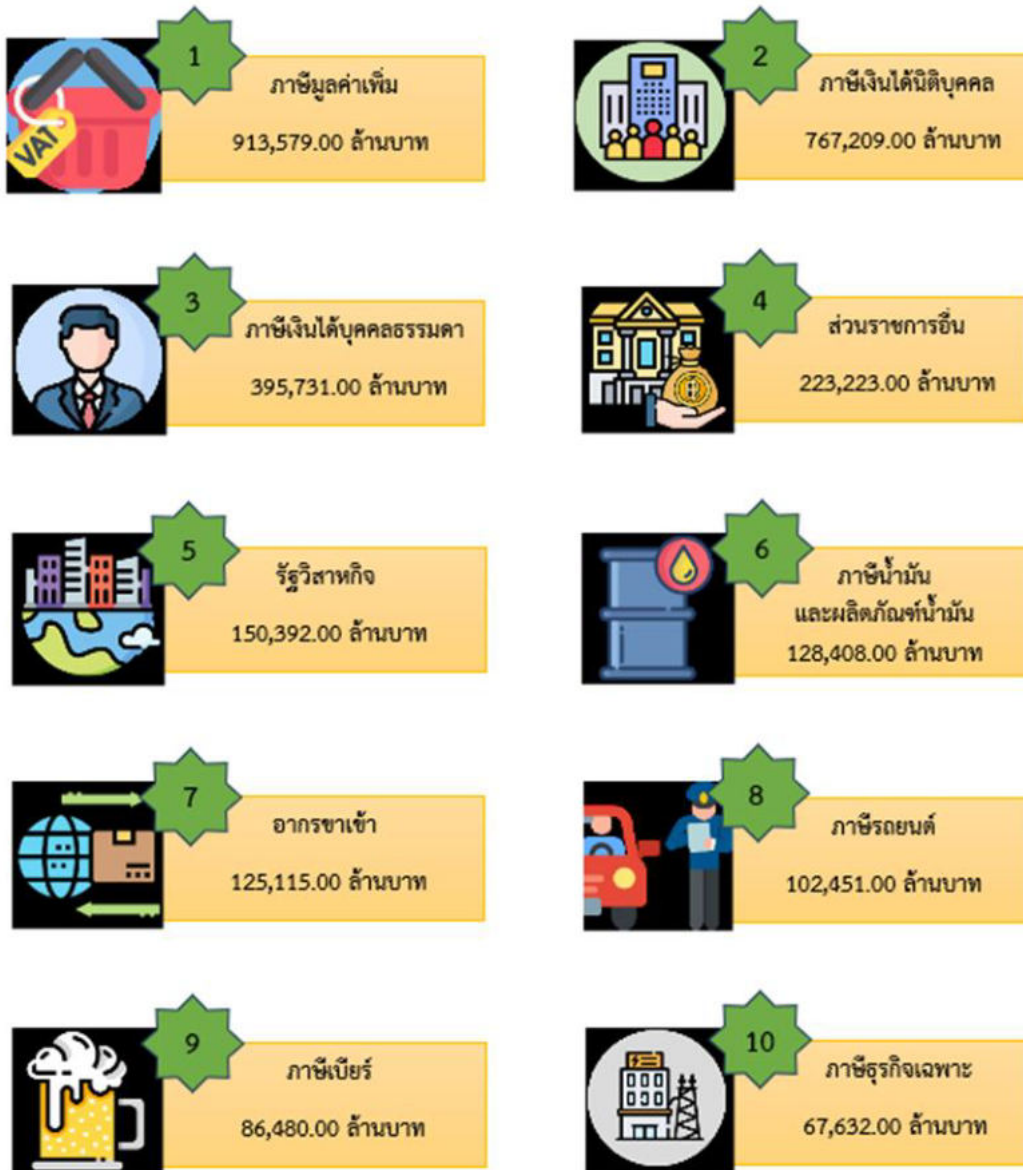 1
ภาษีมูลค่าเพิ่ม
913,579.00 ล้านบาท
VAT
2
ภาษีเงินได้นิติบุคคล
767,209.00 ล้านบาท
3
ภาษีเงินได้บุคคลธรรมดา
395,731.00 ล้านบาท
4
ส่วนราชการอื่น
223,223.00 ล้านบาท
5
รัฐวิสาหกิจ
150,392.00 ล้านบาท
6
ภาษีน้ำมัน
และผลิตภัณฑ์น้ำมัน
128,408.00 ล้านบาท
7
อากรขาเข้า
125,115.00 ล้านบาท
8
ภาษีรถยนต์
102,451.00 ล้านบาท
9
ภาษีเบียร์
86,480.00 ล้านบาท
10
ภาษีธุรกิจเฉพาะ
67,632.00 ล้านบาท